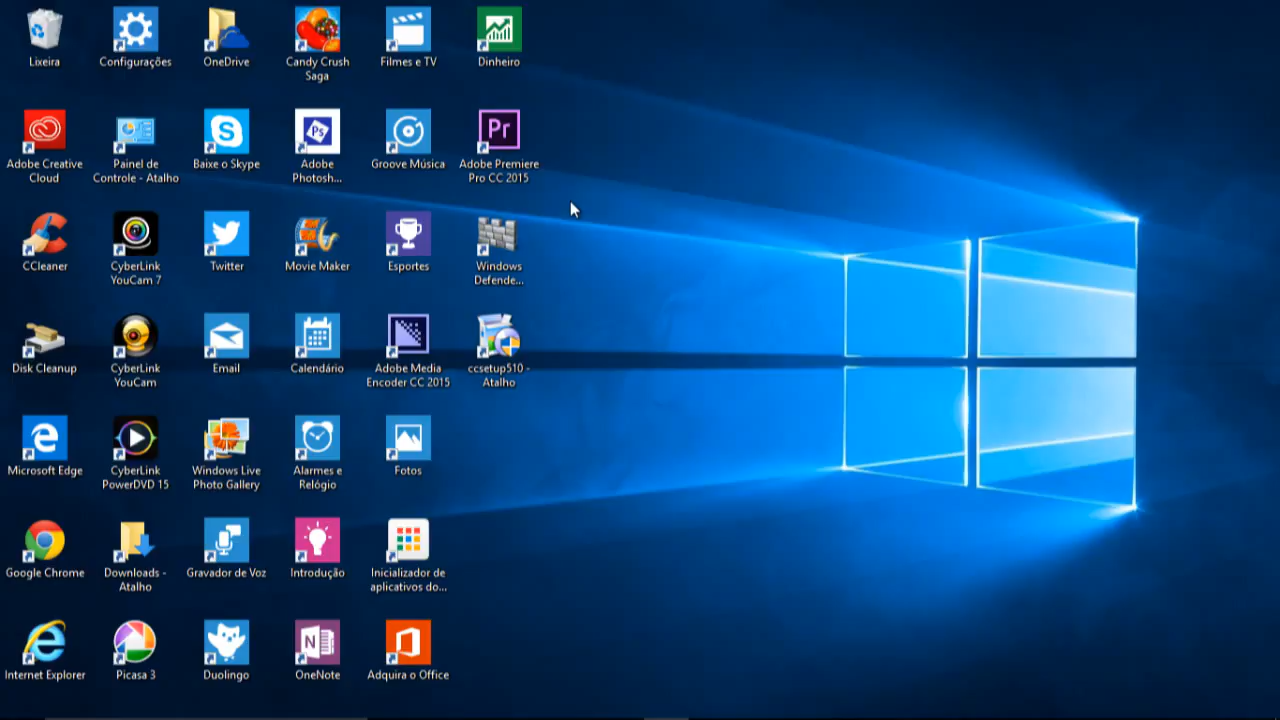 Lixeira
Configurações
OneDrive
Candy Crush
Saga
Filmes e TV
Dinheiro
Adobe Creative
Cloud
Painel de
Controle - Atalho
Baixe o Skype
Ps
Adobe
Photosh...
Groove Música
Pr
Adobe Premiere
Pro CC 2015
CCleaner
CyberLink
YouCam 7
Twitter
Movie Maker
Esportes
Windows
Defende...
Disk Cleanup
CyberLink
YouCam
Email
Calendário
Adobe Media
Encoder CC 2015
ccsetup510 -
Atalho
Microsoft Edge
CyberLink
PowerDVD 15
Windows Live
Photo Gallery
Alarmes e
Relógio
Fotos
Google Chrome
Downloads -
Atalho
Gravador de Voz
Introdução
Inicializador de
aplicativos do...
Internet Explorer
Picasa 3
Duolingo
N
OneNote
Adquira o Office